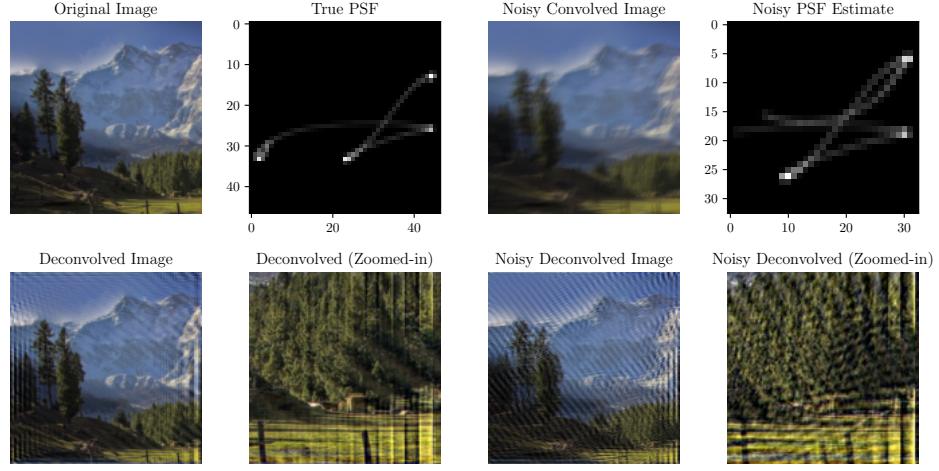 Original Image
True PSF
Noisy Convolved Image
Noisy PSF Estimate
0
10
20
30
40
0
20
40
0
5
10
15
20
25
30
0
10
20
30
Deconvolved Image
Deconvolved (Zoomed-in)
Noisy Deconvolved Image
Noisy Deconvolved (Zoomed-in)